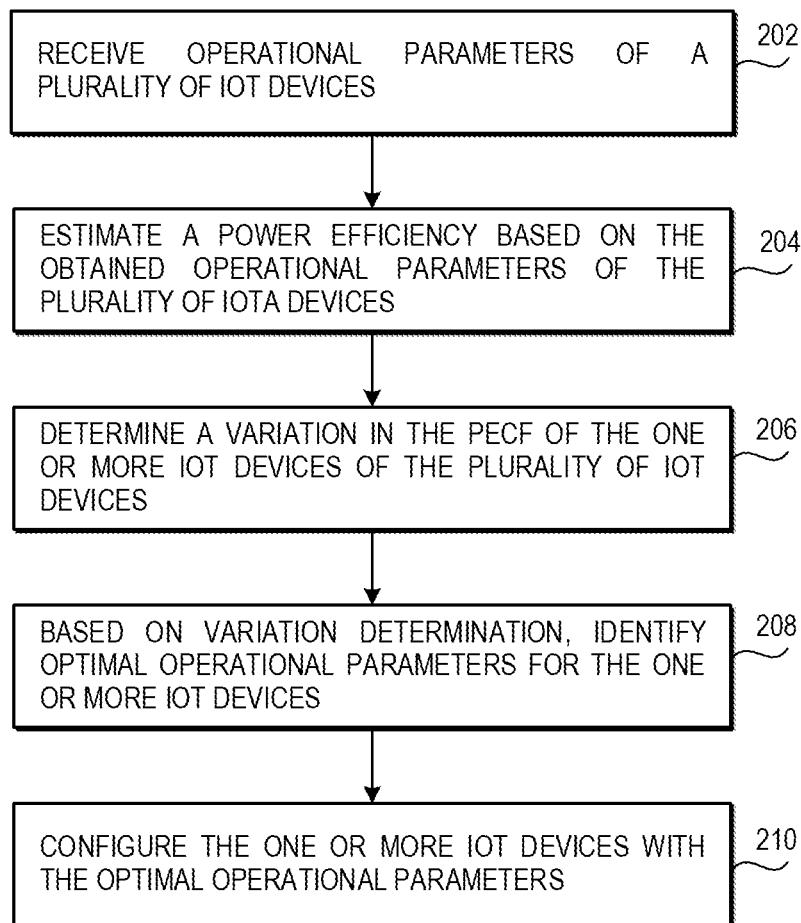 RECEIVE OPERATIONAL PARAMETERS OF A
PLURALITY OF IOT DEVICES
202
ESTIMATE A POWER EFFICIENCY BASED ON THE
OBTAINED OPERATIONAL PARAMETERS OF THE
PLURALITY OF IOTA DEVICES
204
DETERMINE A VARIATION IN THE PECF OF THE ONE
OR MORE IOT DEVICES OF THE PLURALITY OF IOT
DEVICES
206
BASED ON VARIATION DETERMINATION, IDENTIFY
OPTIMAL OPERATIONAL PARAMETERS FOR THE ONE
OR MORE IOT DEVICES
208
CONFIGURE THE ONE OR MORE IOT DEVICES WITH
THE OPTIMAL OPERATIONAL PARAMETERS
210